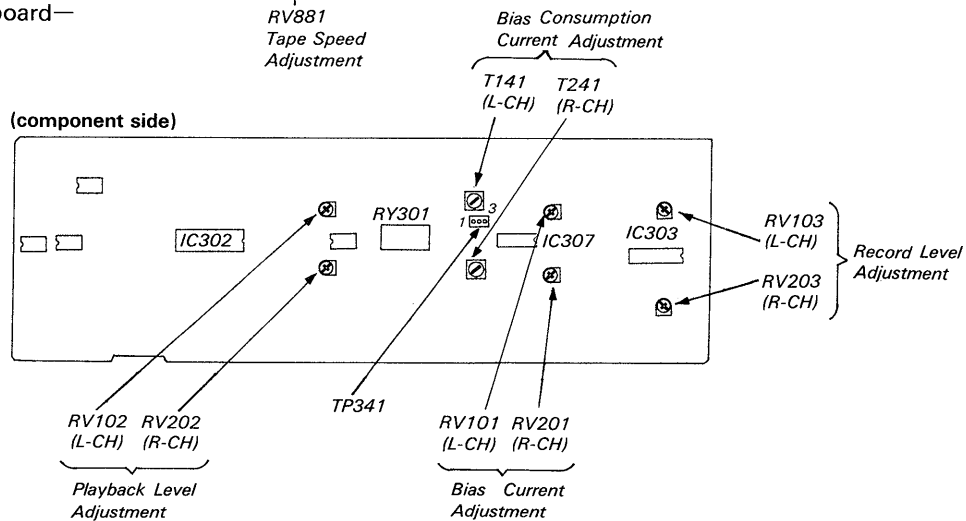 board—
RV881
Tape Speed
Adjustment
Bias Consumption
Current Adjustment
T141
(L-CH)
T241
(R-CH)
(component side)
1
3
RY301
IC302
IC307
IC303
RV103
(L-CH)
RV203
(R-CH)
Record Level
Adjustment
TP341
RV102
(L-CH)
RV202
(R-CH)
Playback Level
Adjustment
RV101
(L-CH)
RV201
(R-CH)
Bias Current
Adjustment